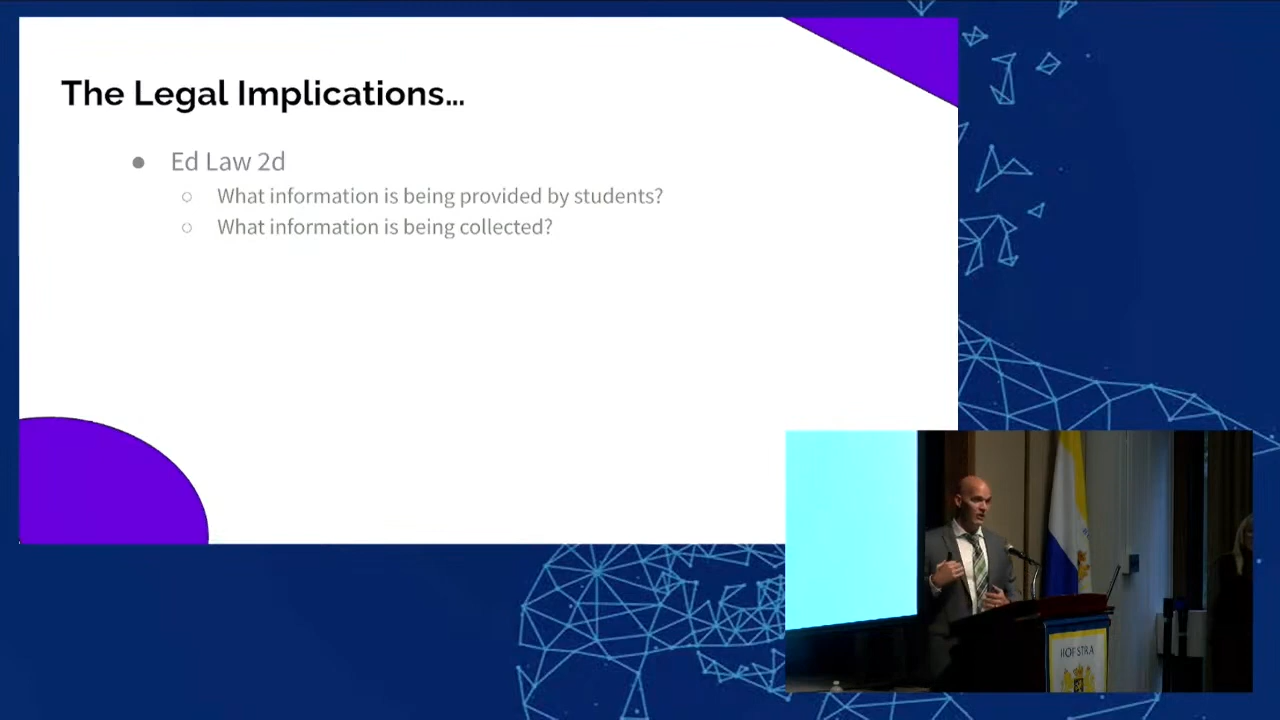 The Legal Implications...
● Ed Law 2d
○ What information is being provided by students?
○ What information is being collected?
HOFSTRA